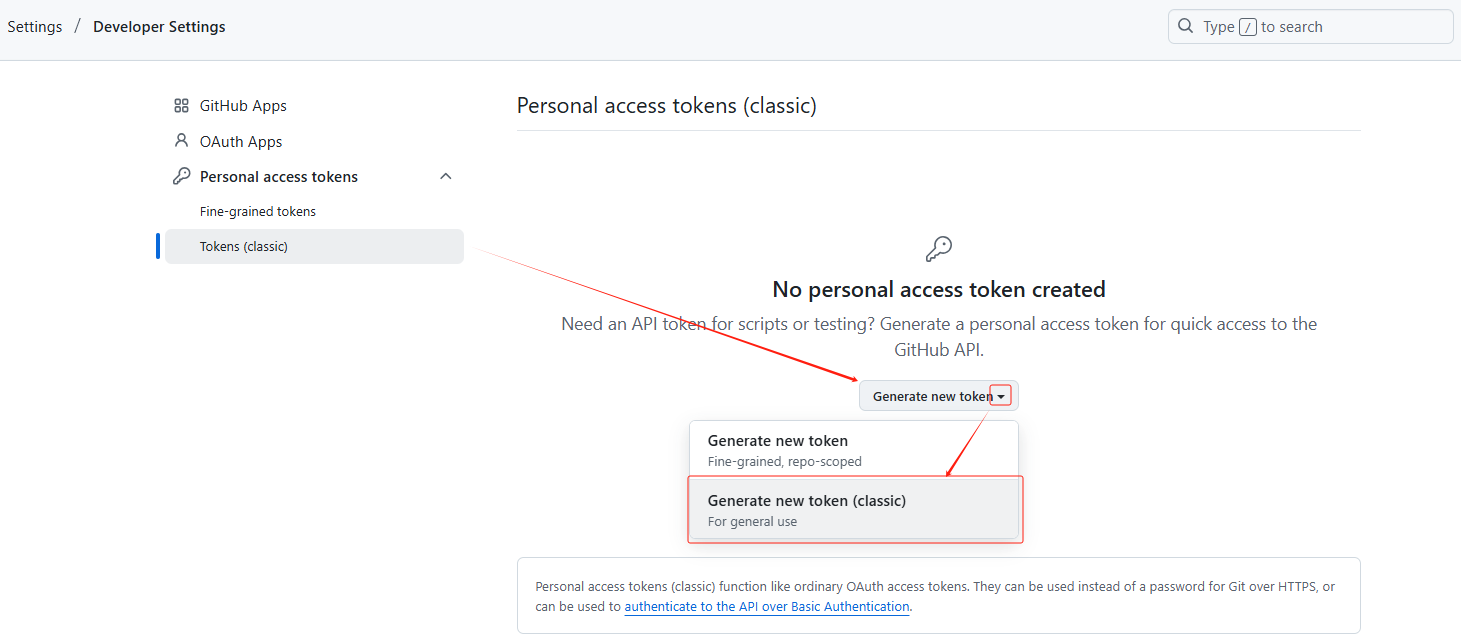 Settings / Developer Settings
Type / to search
GitHub Apps
OAuth Apps
Personal access tokens
Fine-grained tokens
Tokens (classic)
Personal access tokens (classic)
No personal access token created
Need an API token for scripts or testing? Generate a personal access token for quick access to the
GitHub API.
Generate new token
Generate new token
Fine-grained, repo-scoped
Generate new token (classic)
For general use
Personal access tokens (classic) function like ordinary OAuth access tokens. They can be used instead of a password for Git over HTTPS, or
can be used to authenticate to the API over Basic Authentication.